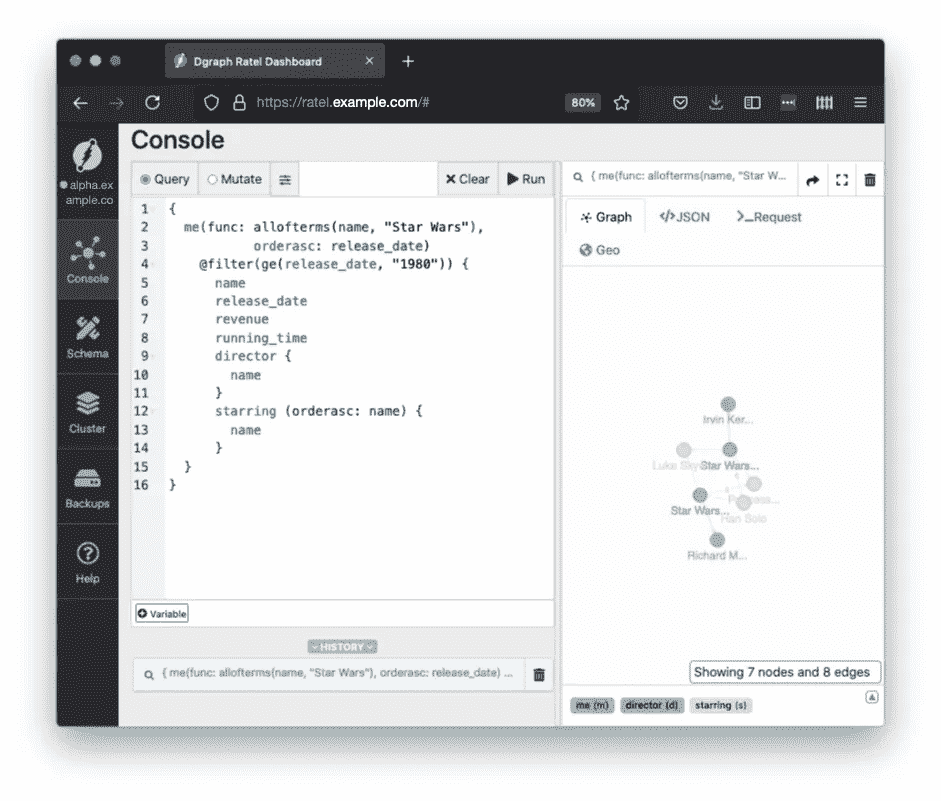 Dgraph Ratel Dashboard
https://ratel.example.com/#
80%
alpha.ex
ample.co
Console
Schema
Cluster
Backups
Help
Console
Query
Mutate
Clear
Run
1 {
2 me(func: allofterms(name, "Star Wars"),
3 orderasc: release_date)
4 @filter(ge(release_date, "1980")) {
5 name
6 release_date
7 revenue
8 running_time
9 director {
10 name
11 }
12 starring (orderasc: name) {
13 name
14 }
15 }
16 }
Variable
HISTORY
{ me(func: allofterms(name, "Star Wars"), orderasc: release_date) ...
{ me(func: allofterms(name, "Star W...
Graph
</>JSON
>_Request
Geo
Irvin Ker...
Luke Sky
Star Wars...
Star Wars...
Han Solo
Richard M...
Showing 7 nodes and 8 edges
me (m)
director (d)
starring (s)